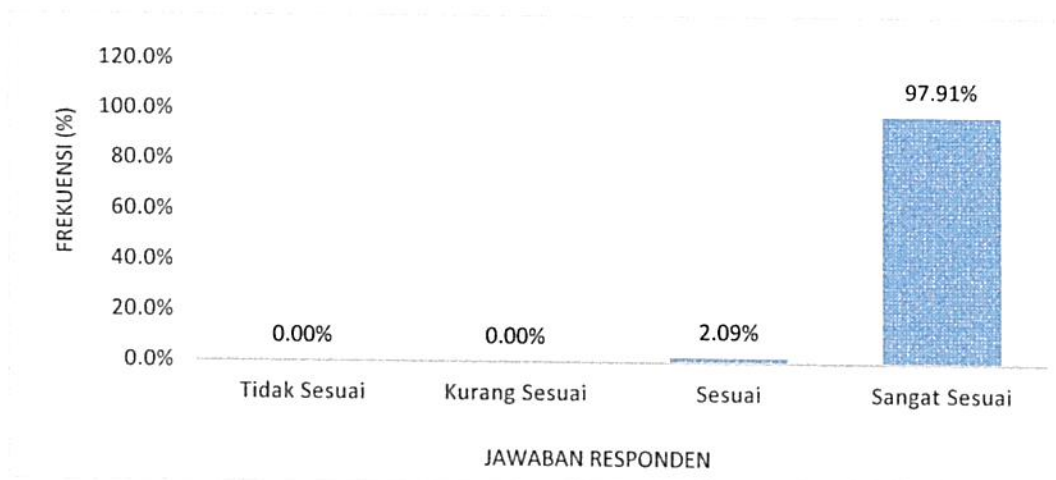 120.0%
100.0%
80.0%
60.0%
40.0%
20.0%
0.0%
FREKUENSI (%)
0.00%
0.00%
2.09%
97.91%
Tidak Sesuai
Kurang Sesuai
Sesuai
Sangat Sesuai
JAWABAN RESPONDEN